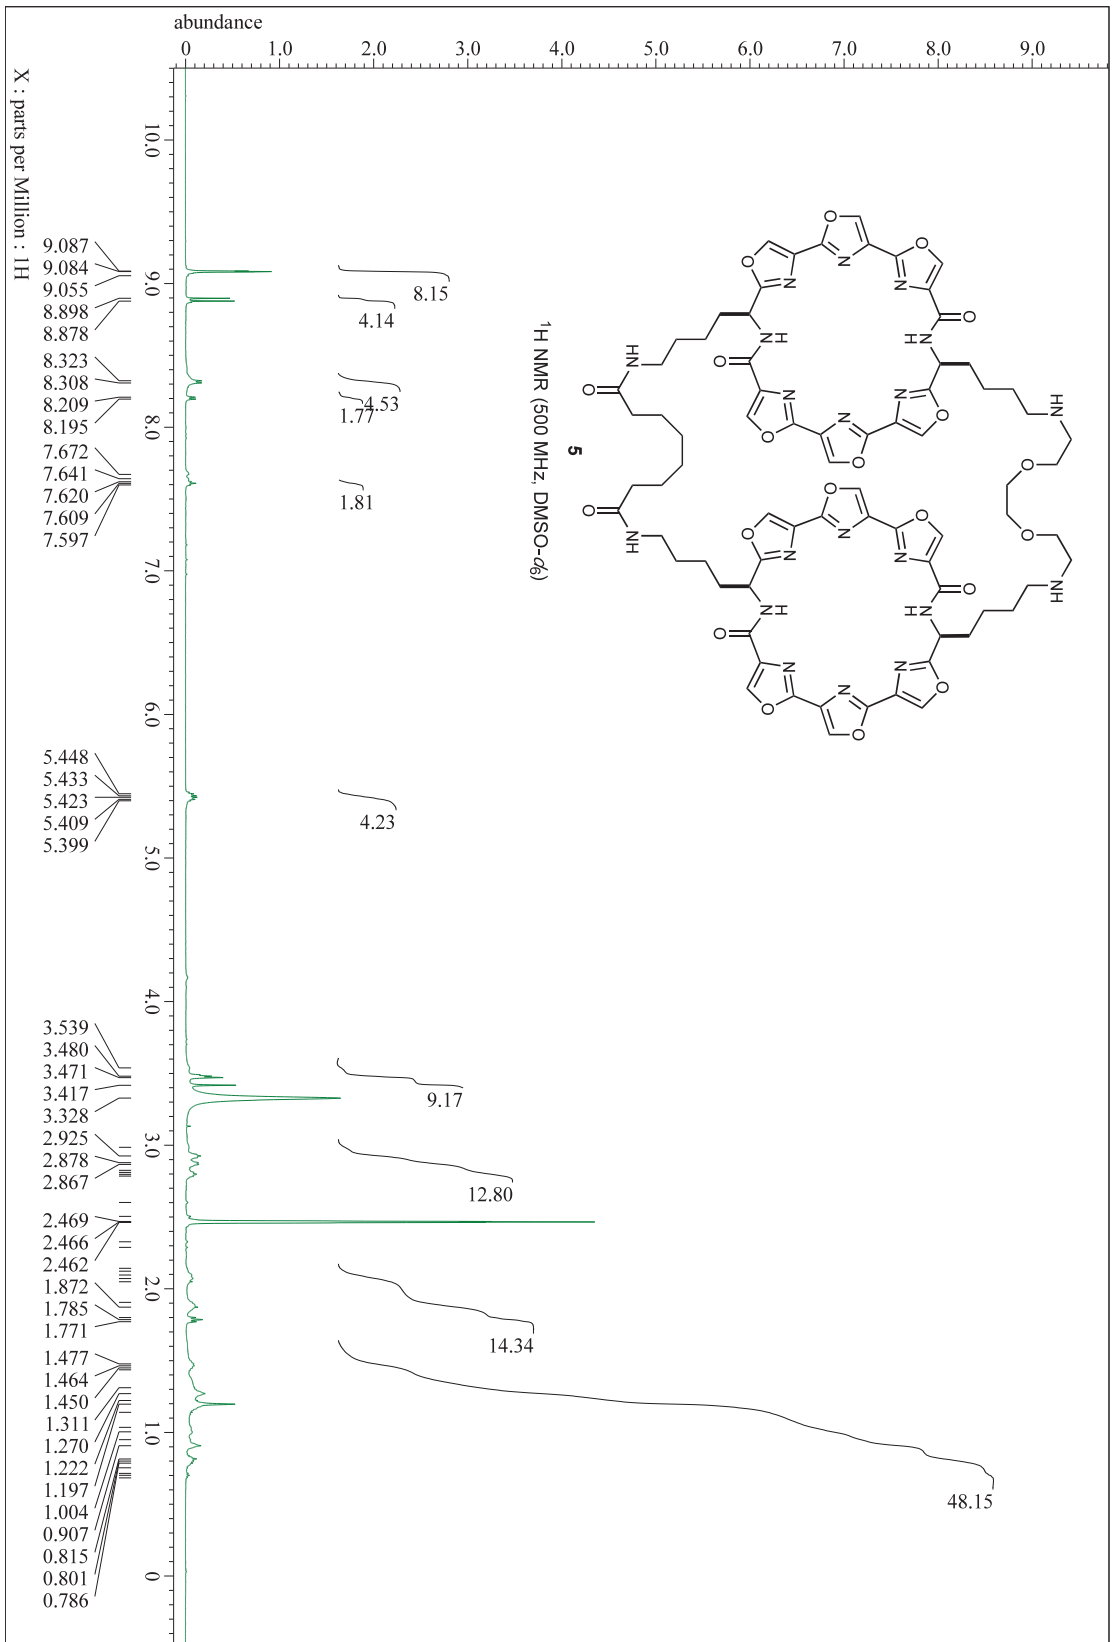 abundance
0 1.0 2.0 3.0 4.0 5.0 6.0 7.0 8.0 9.0
10.0 9.0 8.0 7.0 6.0 5.0 4.0 3.0 2.0 1.0 0
X : parts per Million : 1H
9.087
9.084
9.055
8.898
8.878
8.323
8.308
8.209
8.195
7.672
7.641
7.620
7.609
7.597
5.448
5.433
5.423
5.409
5.399
3.539
3.480
3.471
3.417
3.328
2.925
2.878
2.867
2.469
2.466
2.462
1.872
1.785
1.771
1.477
1.464
1.450
1.311
1.270
1.222
1.197
1.004
0.907
0.815
0.801
0.786
8.15
4.14
4.53
1.77
1.81
4.23
9.17
12.80
14.34
48.15
5
¹H NMR (500 MHz, DMSO-d₆)
O
O
O
N
N
N
O
HN
NH
O
N
N
N
O
O
O
HN
O
O
NH
NH
O
O
NH
O
O
O
N
N
N
O
HN
NH
O
N
N
N
O
O
O